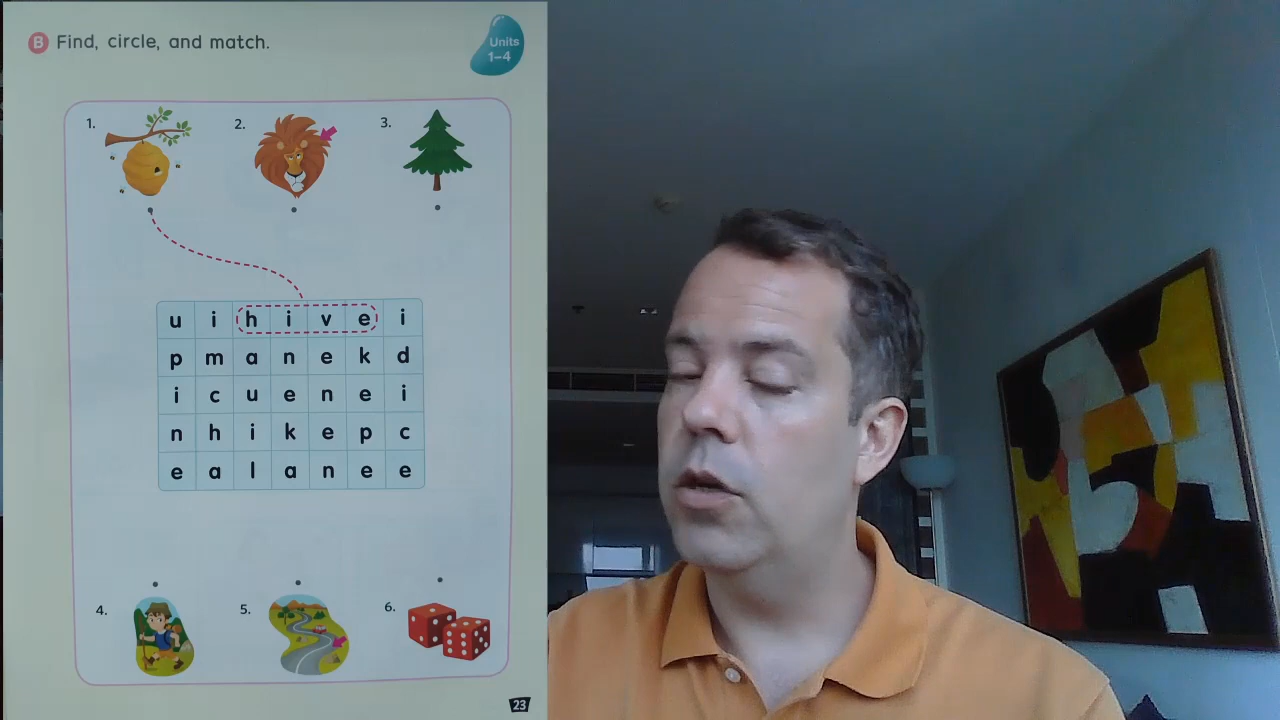 B Find, circle, and match.
Units
1–4
1. 2. 3.
u i h i v e i
p m a n e k d
i c u e n e i
n h i k e p c
e a l a n e e
4. 5. 6.
23